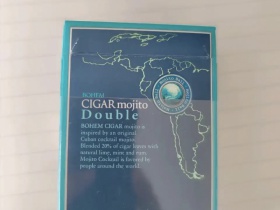 BOHEM
CIGAR mojito
Double
BOHEM CIGAR mojito is
inspired by an original
Cuban cocktail mojito.
Blended 20% of cigar leaves with
natural lime, mint and rum.
Mojito Cocktail is favored by
people around the world.